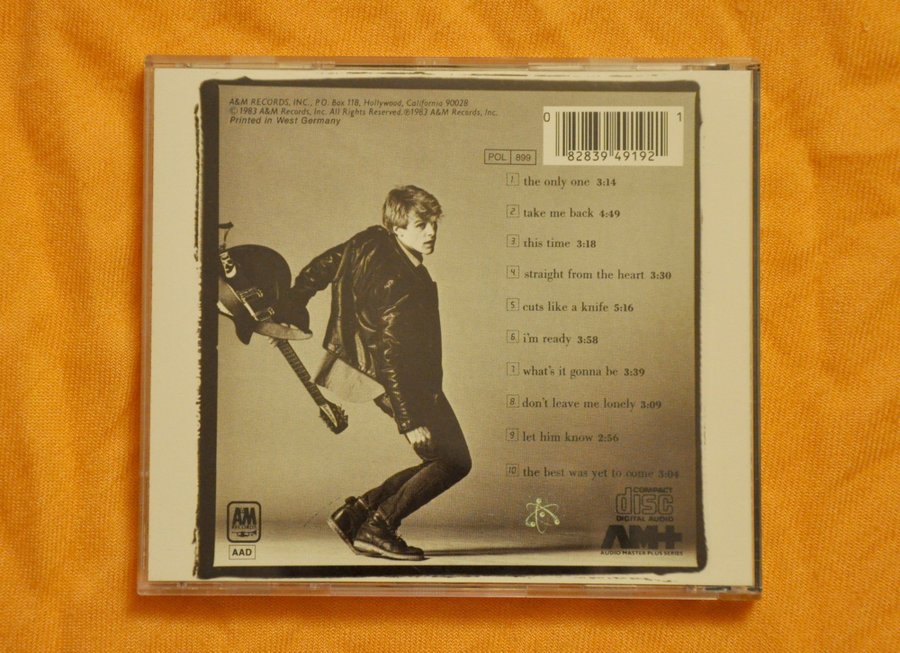 A&M RECORDS, INC., P.O. Box 118, Hollywood, California 90028
© 1983 A&M Records, Inc. All Rights Reserved. ℗1983 A&M Records, Inc.
Printed in West Germany
0 82839 49192 1
POL 899
1 the only one 3:14
2 take me back 4:49
3 this time 3:18
4 straight from the heart 3:30
5 cuts like a knife 5:16
6 i'm ready 3:58
7 what's it gonna be 3:39
8 don't leave me lonely 3:09
9 let him know 2:56
10 the best was yet to come 3:04
A&M
AAD
COMPACT
disc
DIGITAL AUDIO
AM+
AUDIO MASTER PLUS SERIES